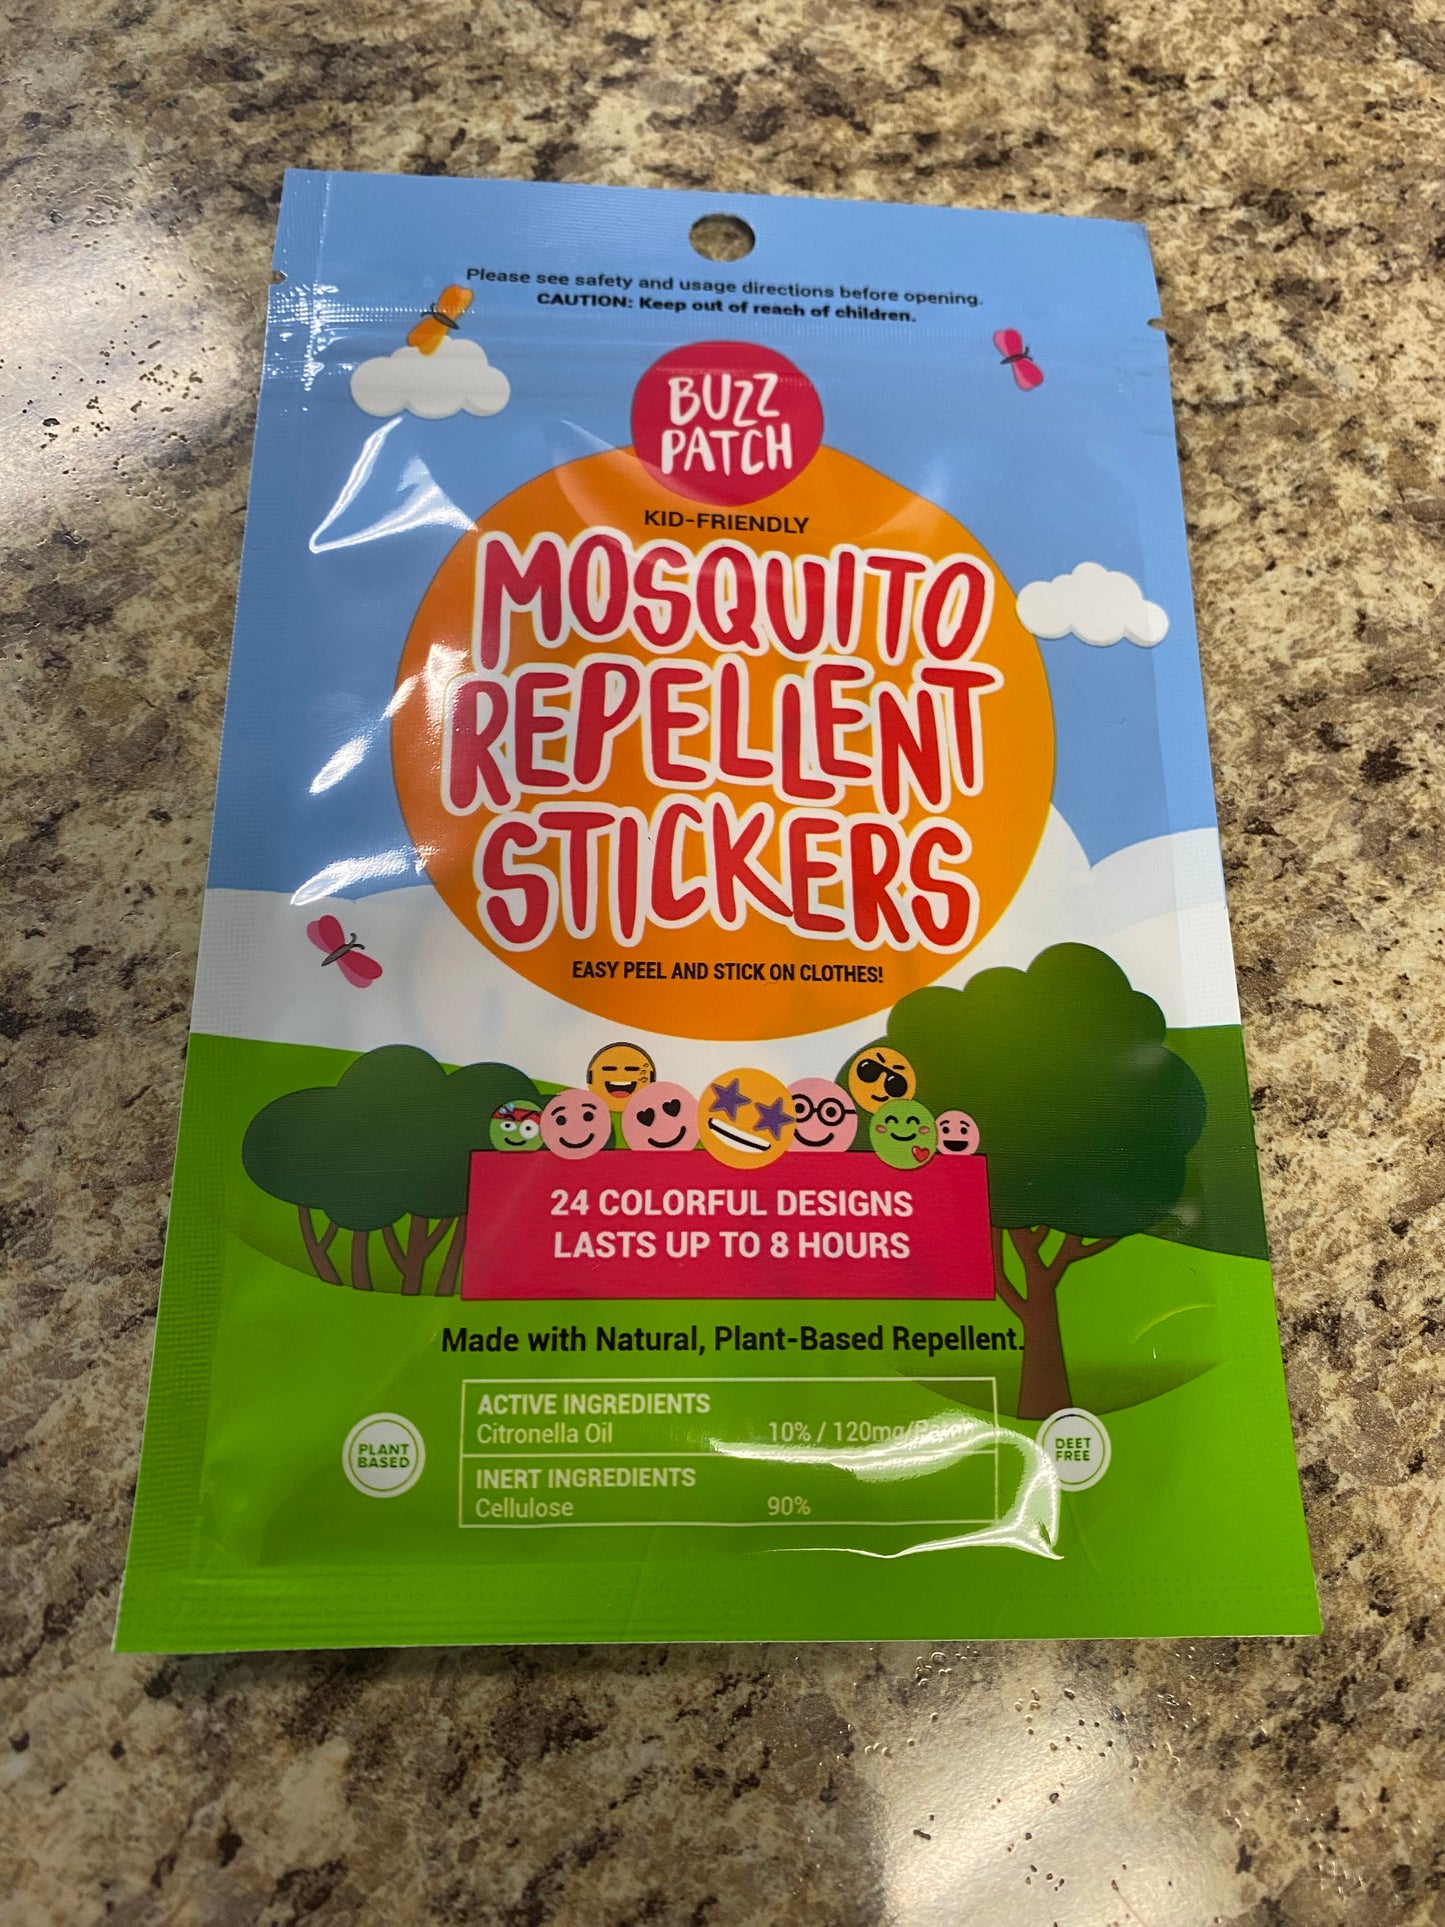 Please see safety and usage directions before opening.
CAUTION: Keep out of reach of children.
BUZZ
PATCH
KID-FRIENDLY
MOSQUITO
REPELLENT
STICKERS
EASY PEEL AND STICK ON CLOTHES!
24 COLORFUL DESIGNS
LASTS UP TO 8 HOURS
Made with Natural, Plant-Based Repellent.
ACTIVE INGREDIENTS
Citronella Oil 10% / 120mg/Patch
INERT INGREDIENTS
Cellulose 90%
PLANT
BASED
DEET
FREE